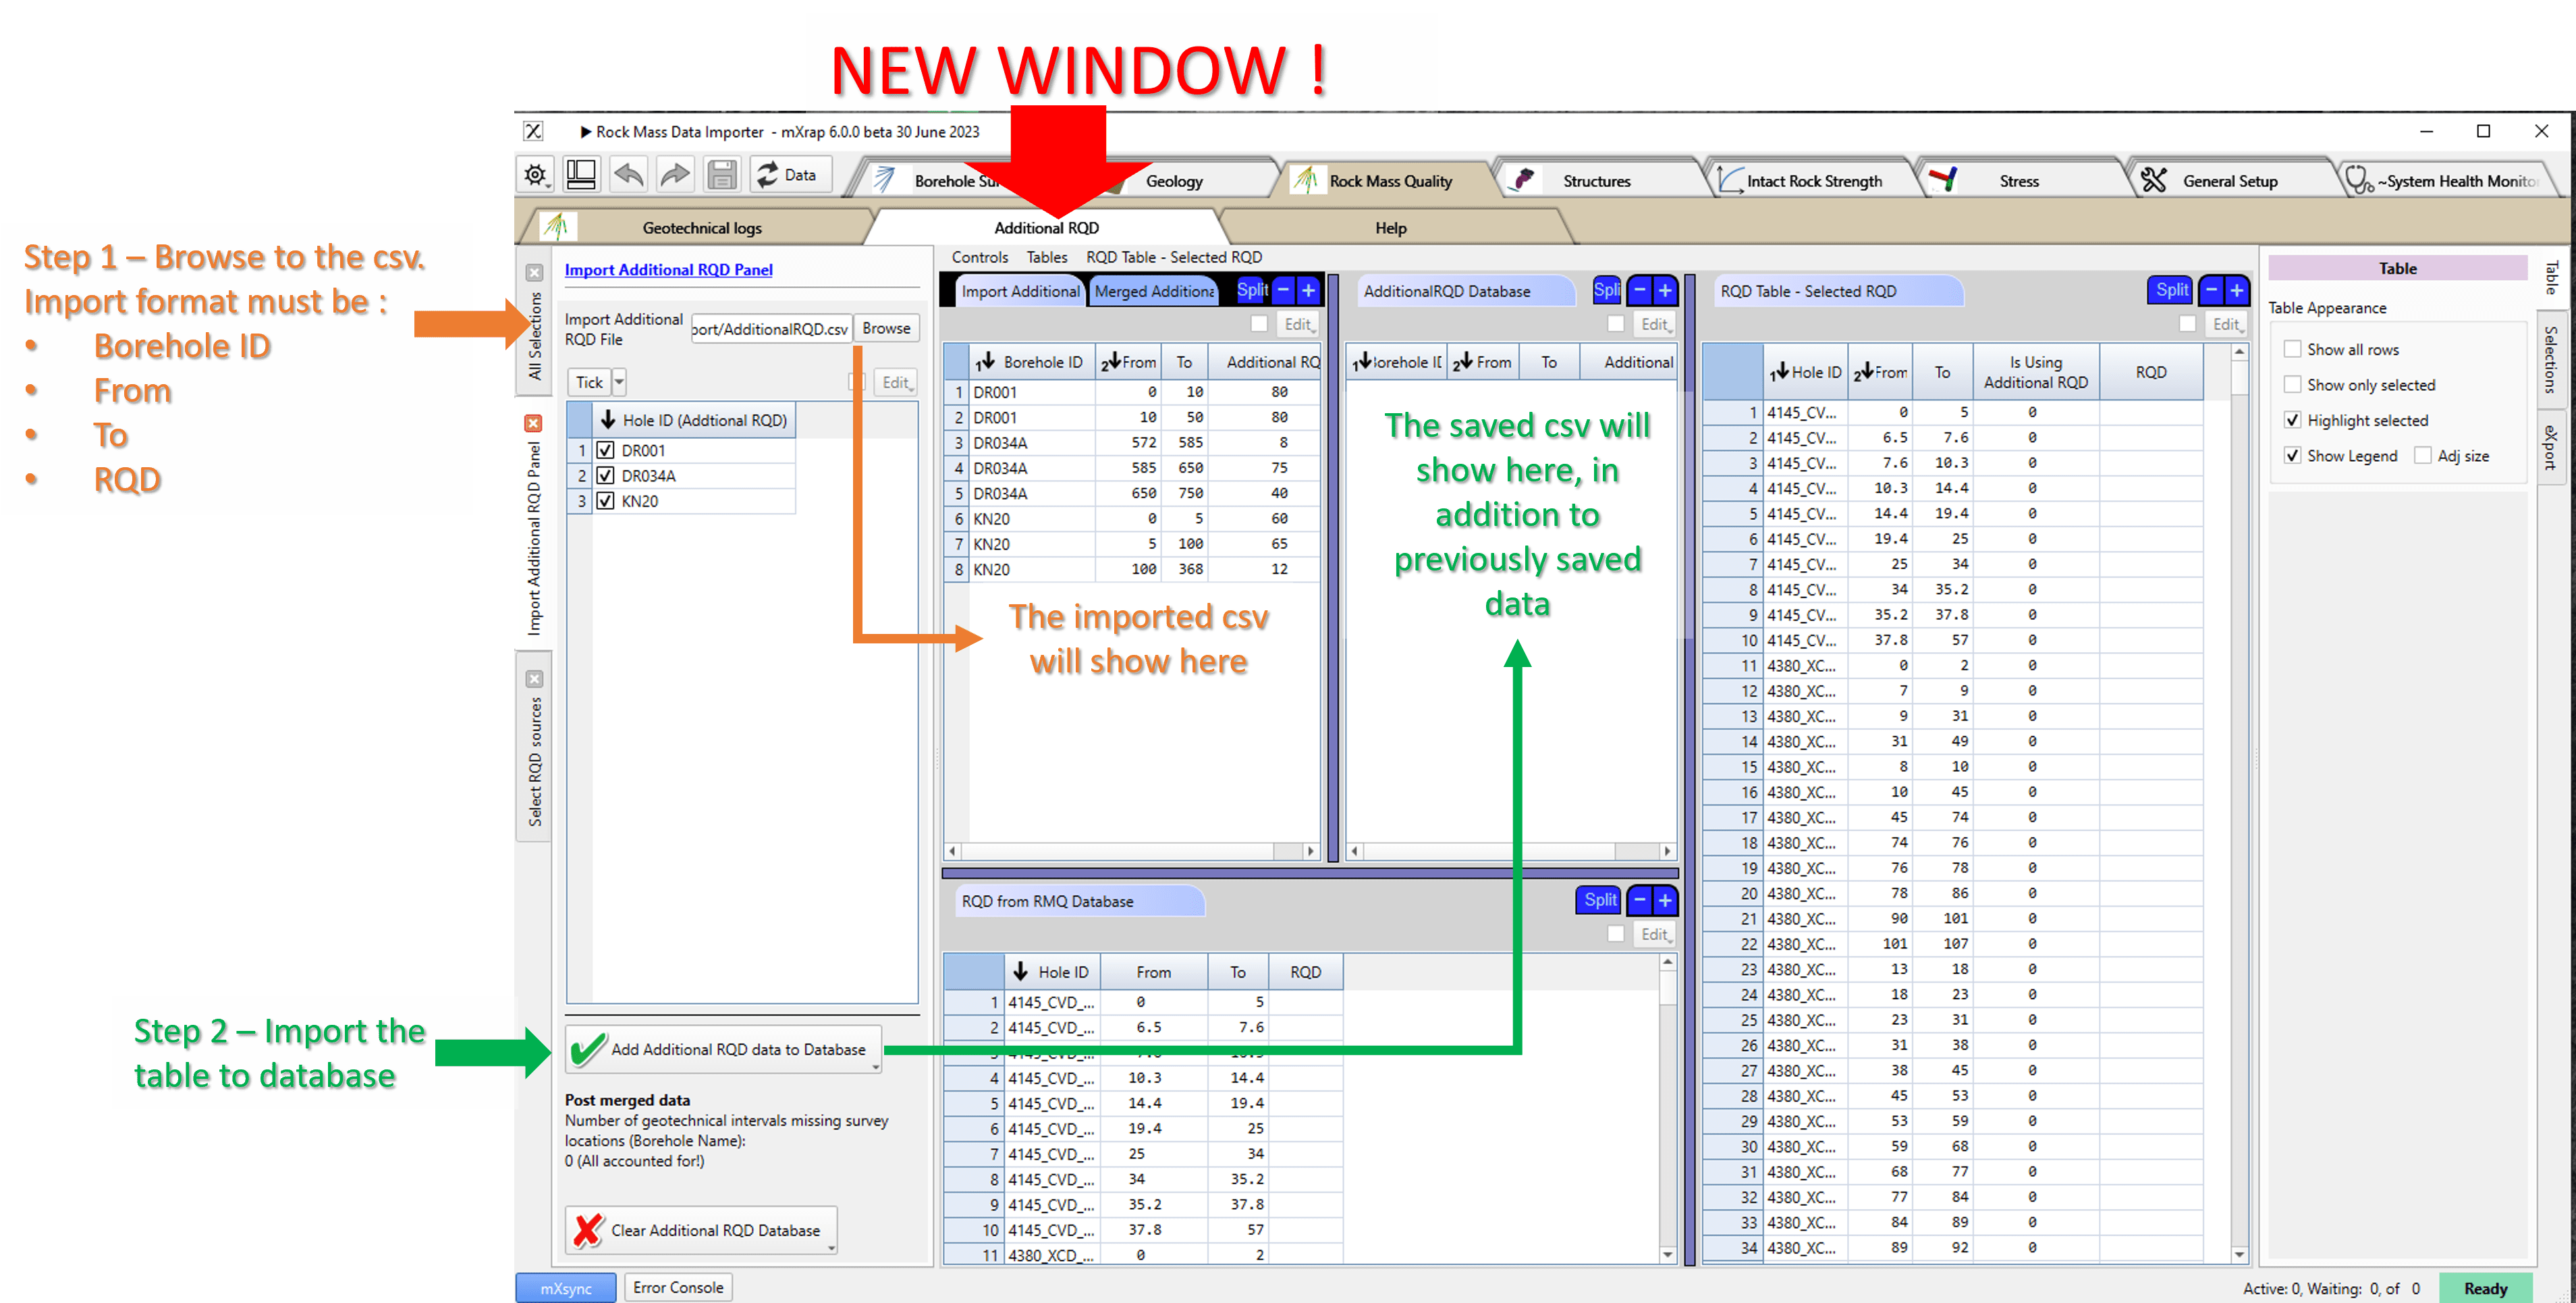 NEW WINDOW !
Rock Mass Data Importer - mXrap 6.0.0 beta 30 June 2023
Data
Borehole Su
Geology
Rock Mass Quality
Structures
Intact Rock Strength
Stress
General Setup
~System Health Monito
Geotechnical logs
Additional RQD
Help
Step 1 – Browse to the csv.
Import format must be :
• Borehole ID
• From
• To
• RQD
All Selections
Import Additional RQD Panel
Select RQD sources
Import Additional RQD Panel
Import Additional
RQD File
port/AdditionalRQD.csv
Browse
Tick
Edit
Hole ID (Addtional RQD)
1 DR001
2 DR034A
3 KN20
Step 2 – Import the
table to database
Add Additional RQD data to Database
Post merged data
Number of geotechnical intervals missing survey
locations (Borehole Name):
0 (All accounted for!)
Clear Additional RQD Database
Controls Tables RQD Table - Selected RQD
Import Additional
Merged Additiona
Split - +
Edit
1 Borehole ID 2 From To Additional RQ
1 DR001 0 10 80
2 DR001 10 50 80
3 DR034A 572 585 8
4 DR034A 585 650 75
5 DR034A 650 750 40
6 KN20 0 5 60
7 KN20 5 100 65
8 KN20 100 368 12
The imported csv
will show here
AdditionalRQD Database
Spli - +
Edit
1 orehole II 2 From To Additional
The saved csv will
show here, in
addition to
previously saved
data
RQD from RMQ Database
Split - +
Edit
Hole ID From To RQD
1 4145_CVD_... 0 5
2 4145_CVD_... 6.5 7.6
4 4145_CVD_... 10.3 14.4
5 4145_CVD_... 14.4 19.4
6 4145_CVD_... 19.4 25
7 4145_CVD_... 25 34
8 4145_CVD_... 34 35.2
9 4145_CVD_... 35.2 37.8
10 4145_CVD_... 37.8 57
11 4380_XCD_... 0 2
RQD Table - Selected RQD
Split - +
Edit
1 Hole ID 2 From To Is Using Additional RQD RQD
1 4145_CV... 0 5 0
2 4145_CV... 6.5 7.6 0
3 4145_CV... 7.6 10.3 0
4 4145_CV... 10.3 14.4 0
5 4145_CV... 14.4 19.4 0
6 4145_CV... 19.4 25 0
7 4145_CV... 25 34 0
8 4145_CV... 34 35.2 0
9 4145_CV... 35.2 37.8 0
10 4145_CV... 37.8 57 0
11 4380_XC... 0 2 0
12 4380_XC... 7 9 0
13 4380_XC... 9 31 0
14 4380_XC... 31 49 0
15 4380_XC... 8 10 0
16 4380_XC... 10 45 0
17 4380_XC... 45 74 0
18 4380_XC... 74 76 0
19 4380_XC... 76 78 0
20 4380_XC... 78 86 0
21 4380_XC... 90 101 0
22 4380_XC... 101 107 0
23 4380_XC... 13 18 0
24 4380_XC... 18 23 0
25 4380_XC... 23 31 0
26 4380_XC... 31 38 0
27 4380_XC... 38 45 0
28 4380_XC... 45 53 0
29 4380_XC... 53 59 0
30 4380_XC... 59 68 0
31 4380_XC... 68 77 0
32 4380_XC... 77 84 0
33 4380_XC... 84 89 0
34 4380_XC... 89 92 0
Table
Table Appearance
Show all rows
Show only selected
Highlight selected
Show Legend Adj size
Table
Selections
eXport
mXsync
Error Console
Active: 0, Waiting: 0, of 0
Ready